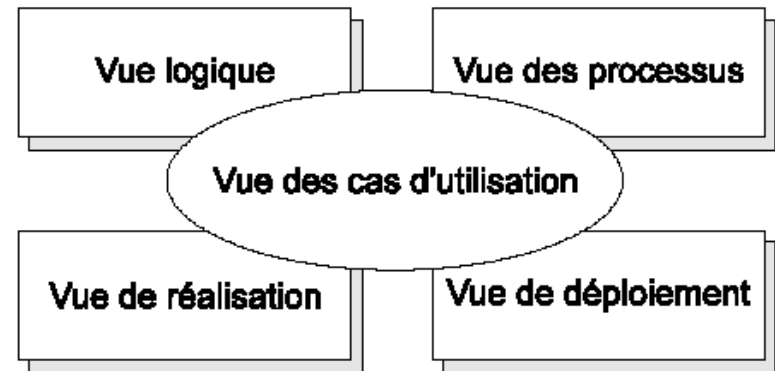 Vue logique
Vue des processus
Vue des cas d'utilisation
Vue de réalisation
Vue de déploiement